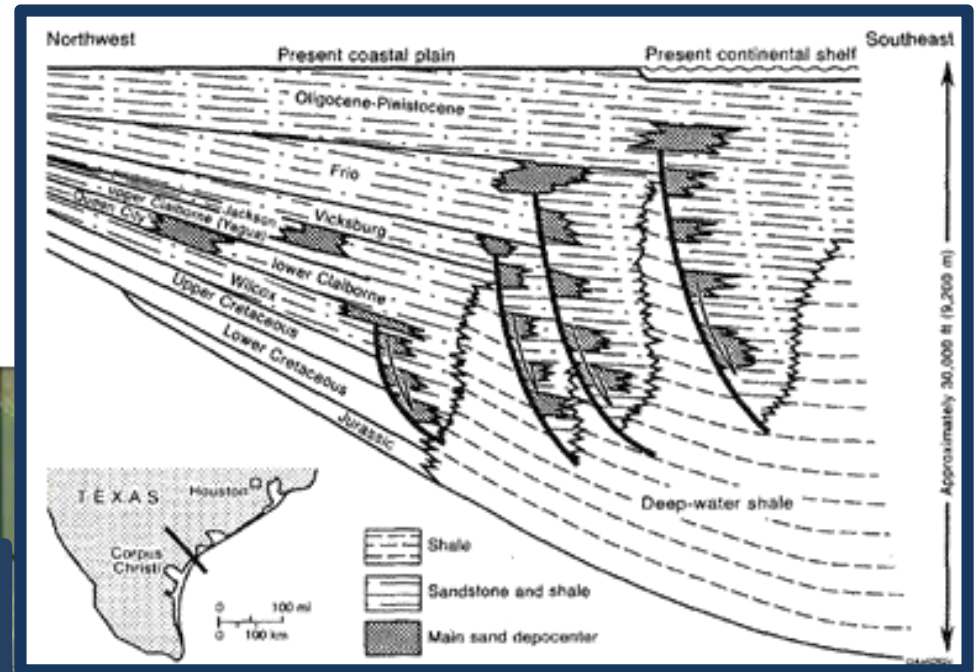 Northwest
Southeast
Present coastal plain
Present continental shelf
Oligocene-Pleistocene
Frio
Vicksburg
Jackson
upper Claiborne (Yegua)
Queen City
lower Claiborne
Wilcox
Upper Cretaceous
Lower Cretaceous
Jurassic
Deep-water shale
Approximately 30,000 ft (9,200 m)
TEXAS
Houston
Corpus
Christi
0 100 mi
0 100 km
Shale
Sandstone and shale
Main sand depocenter